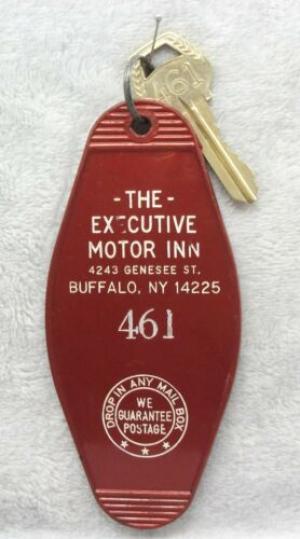 461
- THE -
EXECUTIVE
MOTOR INN
4243 GENESEE ST.
BUFFALO, NY 14225
461
DROP IN ANY MAIL BOX
WE
GUARANTEE
POSTAGE